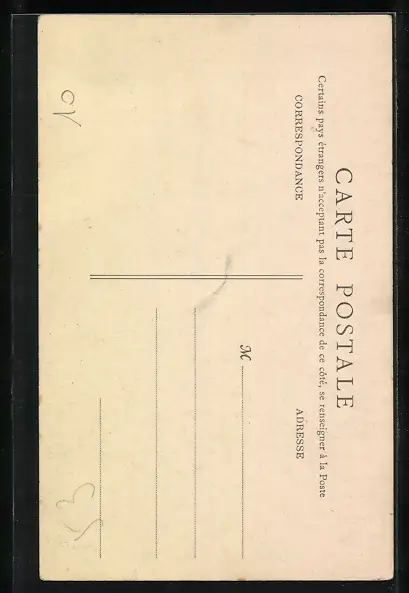 CARTE POSTALE
Certains pays étrangers n'acceptant pas la correspondance de ce côté, se renseigner à la Poste
CORRESPONDANCE
ADRESSE
M